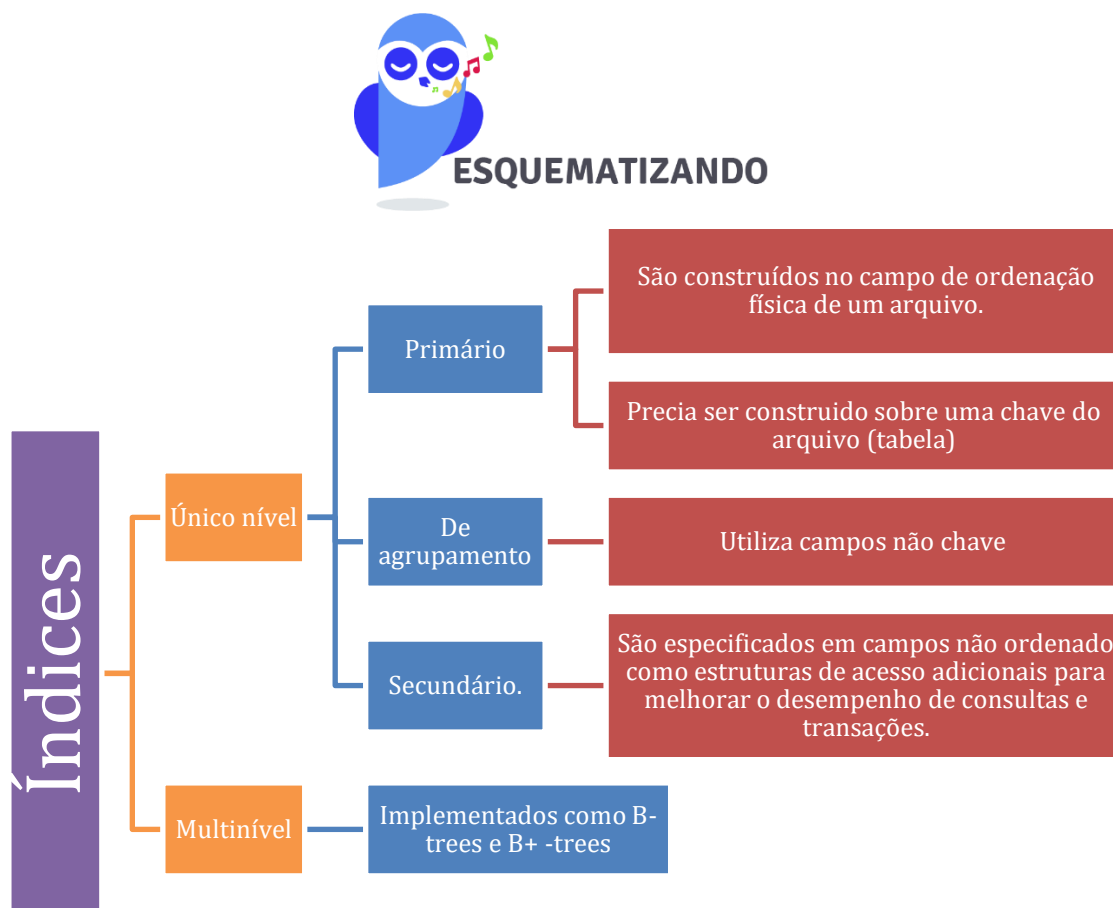 ESQUEMATIZANDO
Índices
Único nível
Primário
São construídos no campo de ordenação
física de um arquivo.
Precia ser construido sobre uma chave do
arquivo (tabela)
De
agrupamento
Utiliza campos não chave
Secundário.
São especificados em campos não ordenado
como estruturas de acesso adicionais para
melhorar o desempenho de consultas e
transações.
Multinível
Implementados como B-
trees e B+ -trees